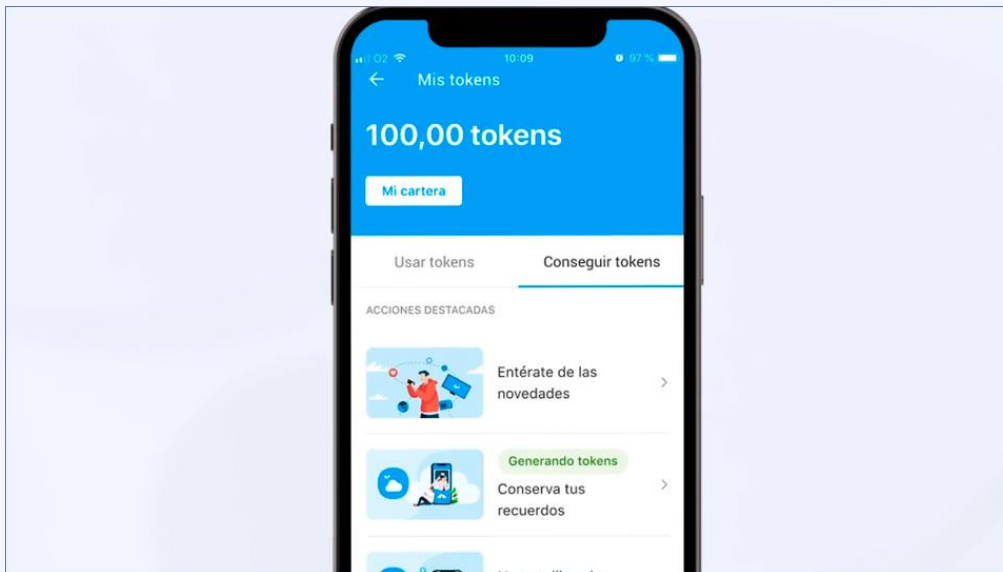 O2 10:09 97 %
Mis tokens
100,00 tokens
Mi cartera
Usar tokens Conseguir tokens
ACCIONES DESTACADAS
Entérate de las
novedades
Generando tokens
Conserva tus
recuerdos